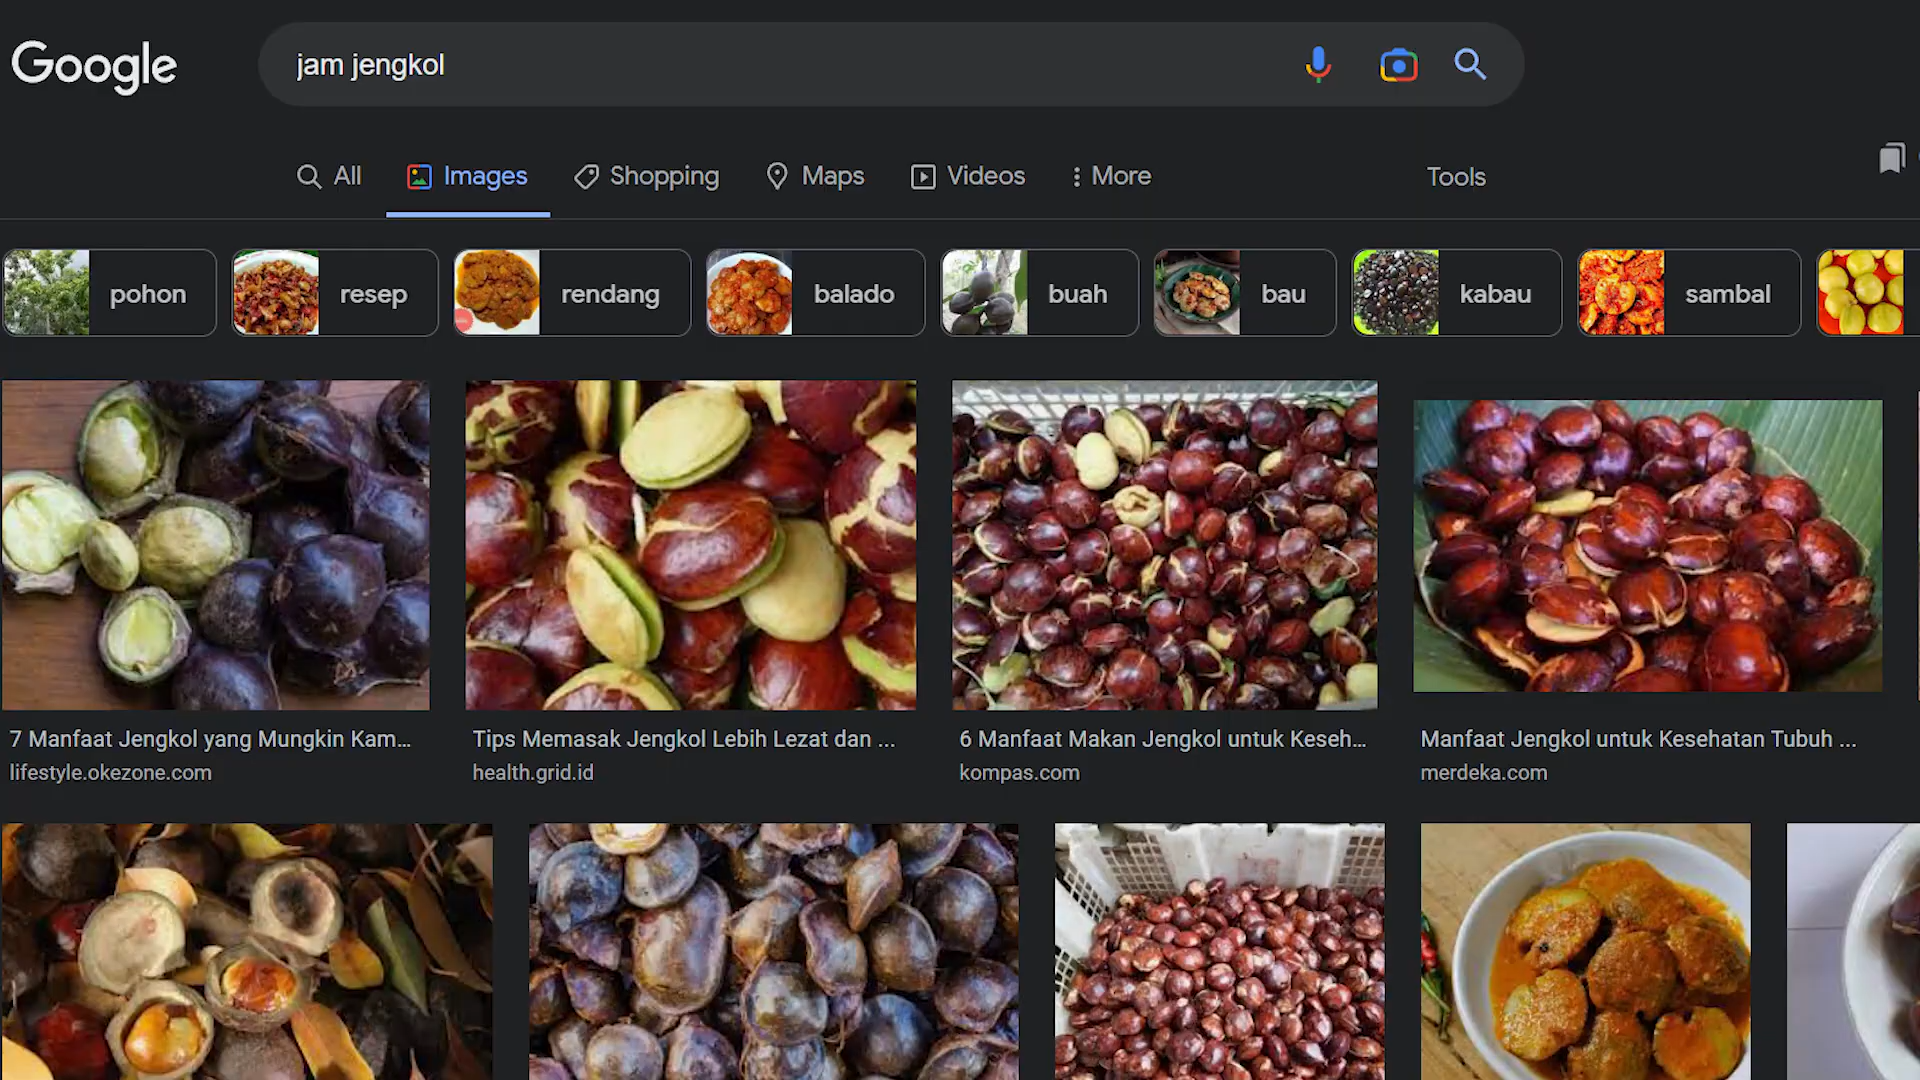 Google
jam jengkol
All Images Shopping Maps Videos More Tools
pohon resep rendang balado buah bau kabau sambal
7 Manfaat Jengkol yang Mungkin Kam...
lifestyle.okezone.com
Tips Memasak Jengkol Lebih Lezat dan ...
health.grid.id
6 Manfaat Makan Jengkol untuk Keseh...
kompas.com
Manfaat Jengkol untuk Kesehatan Tubuh ...
merdeka.com